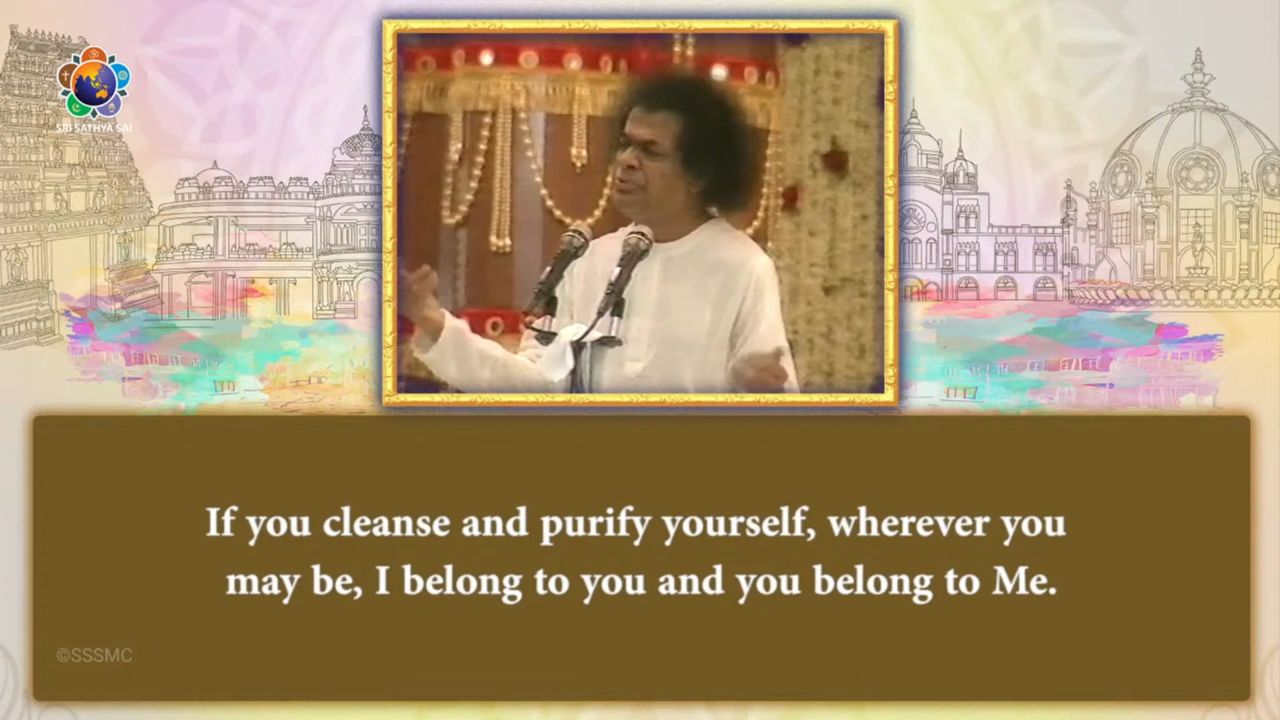 SRI SATHYA SAI
If you cleanse and purify yourself, wherever you
may be, I belong to you and you belong to Me.
©SSSMC